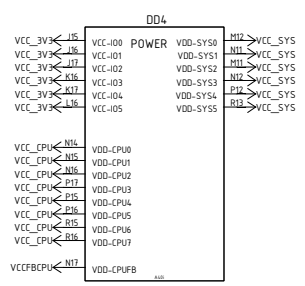 DD4
VCC_3V3 J15 VCC-IO0 POWER VDD-SYS0 M12 VCC_SYS
VCC_3V3 J16 VCC-IO1 VDD-SYS1 N11 VCC_SYS
VCC_3V3 J17 VCC-IO2 VDD-SYS2 M11 VCC_SYS
VCC_3V3 K16 VCC-IO3 VDD-SYS3 N12 VCC_SYS
VCC_3V3 K17 VCC-IO4 VDD-SYS4 P12 VCC_SYS
VCC_3V3 L16 VCC-IO5 VDD-SYS5 R13 VCC_SYS
VCC_CPU N14 VDD-CPU0
VCC_CPU N15 VDD-CPU1
VCC_CPU N16 VDD-CPU2
VCC_CPU P17 VDD-CPU3
VCC_CPU P15 VDD-CPU4
VCC_CPU P16 VDD-CPU5
VCC_CPU R15 VDD-CPU6
VCC_CPU R16 VDD-CPU7
VCCFBCPU N17 VDD-CPUFB